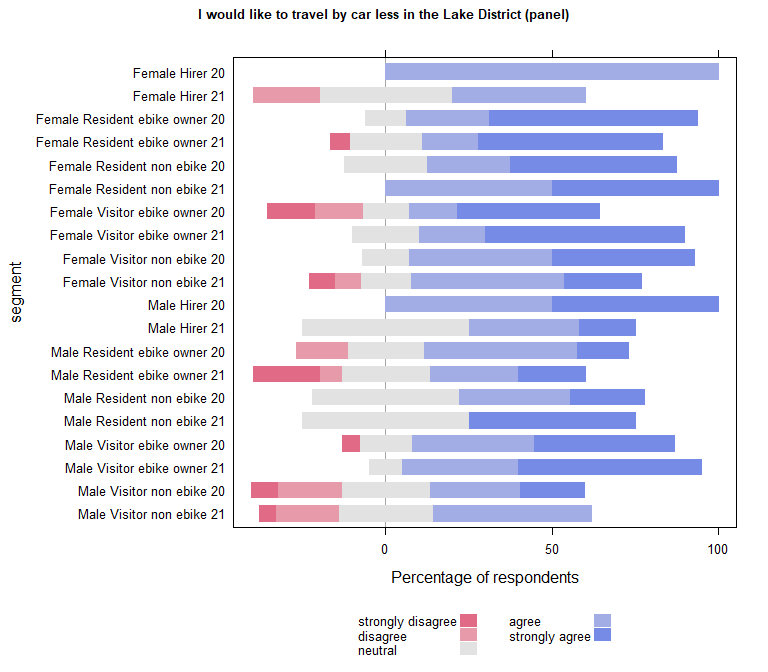 I would like to travel by car less in the Lake District (panel)
Female Hirer 20
Female Hirer 21
Female Resident ebike owner 20
Female Resident ebike owner 21
Female Resident non ebike 20
Female Resident non ebike 21
Female Visitor ebike owner 20
Female Visitor ebike owner 21
Female Visitor non ebike 20
Female Visitor non ebike 21
Male Hirer 20
Male Hirer 21
Male Resident ebike owner 20
Male Resident ebike owner 21
Male Resident non ebike 20
Male Resident non ebike 21
Male Visitor ebike owner 20
Male Visitor ebike owner 21
Male Visitor non ebike 20
Male Visitor non ebike 21
segment
0 50 100
Percentage of respondents
strongly disagree agree
disagree strongly agree
neutral